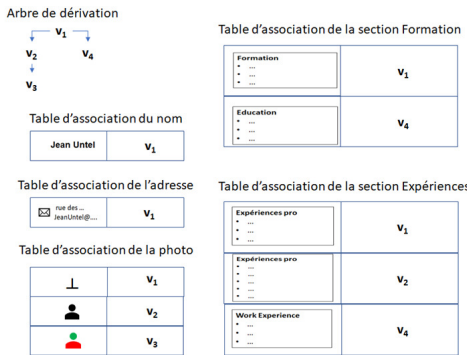 Arbre de dérivation
v1
v2 v4
v3
Table d'association du nom
Jean Untel v1
Table d'association de l'adresse
rue des ...
JeanUntel@.... v1
Table d'association de la photo
⊥ v1
v2
v3
Table d'association de la section Formation
Formation
• ...
• ...
• ...
v1
Education
• ...
• ...
• ...
v4
Table d'association de la section Expériences
Expériences pro
• ...
• ...
• ...
v1
Expériences pro
• ...
• ...
• ...
• ...
• ...
v2
Work Experience
• ...
• ...
• ...
v4